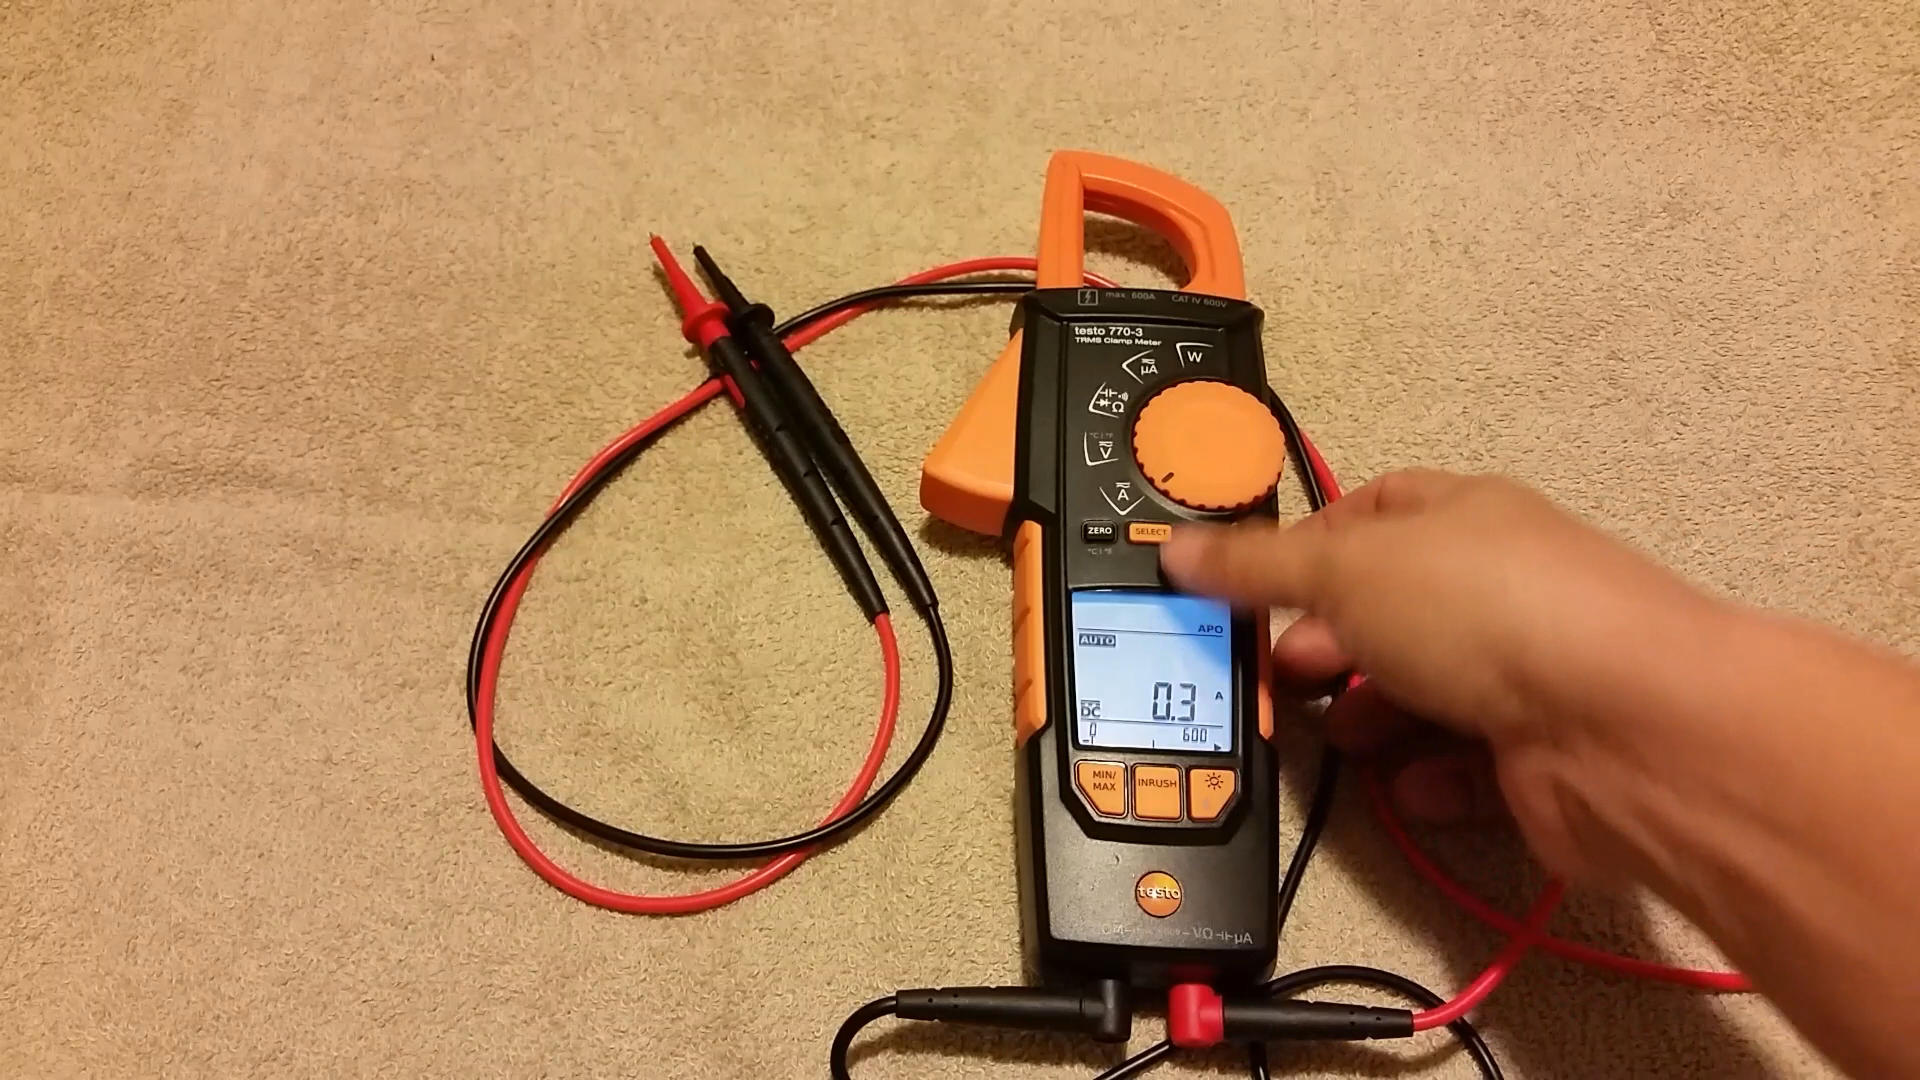 max. 600A CAT IV 600V
testo 770-3
TRMS Clamp Meter
W
µA
Ω
°C | °F
V
A
ZERO SELECT
°C | °F
APO
AUTO
0.3 A
DC
0 600
MIN/
MAX
INRUSH
testo